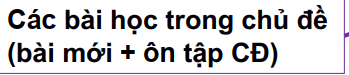 Các bài học trong chủ đề
(bài mới + ôn tập CĐ)